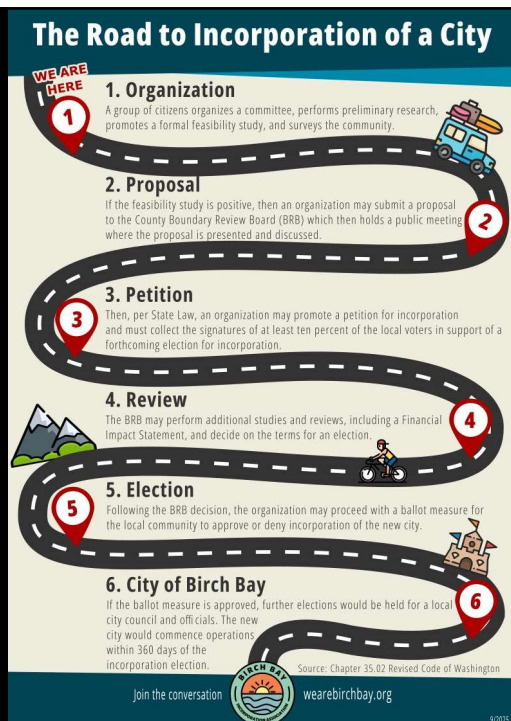 The Road to Incorporation of a City
WE ARE
HERE
1
1. Organization
A group of citizens organizes a committee, performs preliminary research,
promotes a formal feasibility study, and surveys the community.
2. Proposal
If the feasibility study is positive, then an organization may submit a proposal
to the County Boundary Review Board (BRB) which then holds a public meeting
where the proposal is presented and discussed.
2
3. Petition
3
Then, per State Law, an organization may promote a petition for incorporation
and must collect the signatures of at least ten percent of the local voters in support of a
forthcoming election for incorporation.
4. Review
The BRB may perform additional studies and reviews, including a Financial
Impact Statement, and decide on the terms for an election.
4
5. Election
5
Following the BRB decision, the organization may proceed with a ballot measure for
the local community to approve or deny incorporation of the new city.
6. City of Birch Bay
If the ballot measure is approved, further elections would be held for a local
city council and officials. The new
city would commence operations
within 360 days of the
incorporation election.
6
Source: Chapter 35.02 Revised Code of Washington
Join the conversation
BIRCH BAY
INCORPORATION ASSOCIATION
wearebirchbay.org
9/2025